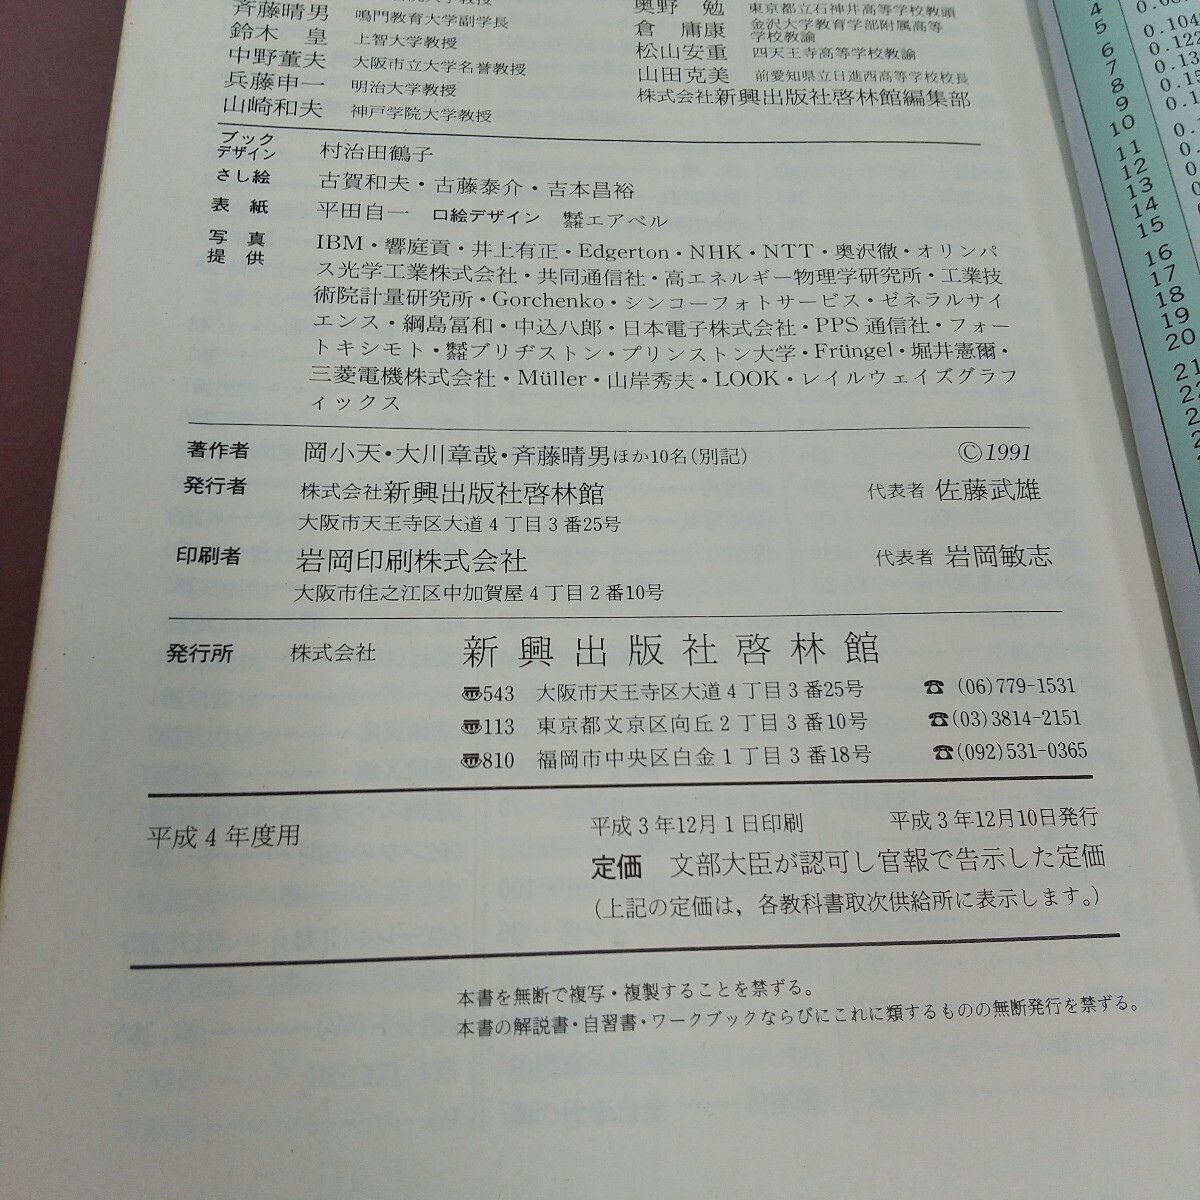 斉藤晴男 鳴門教育大学副学長
鈴木 皇 上智大学教授
中野董夫 大阪市立大学名誉教授
兵藤申一 明治大学教授
山崎和夫 神戸学院大学教授
奥野 勉 東京都立石神井高等学校教頭
倉 庸康 金沢大学教育学部附属高等
学校教諭
松山安重 四天王寺高等学校教諭
山田克美 前愛知県立日進西高等学校校長
株式会社新興出版社啓林館編集部
ブック
デザイン 村治田鶴子
さし絵 古賀和夫・古藤泰介・吉本昌裕
表紙 平田自一 口絵デザイン 株式会社エアベル
写真
提供
IBM・響庭貢・井上有正・Edgerton・NHK・NTT・奥沢徹・オリンパ
ス光学工業株式会社・共同通信社・高エネルギー物理学研究所・工業技
術院計量研究所・Gorchenko・シンコーフォトサービス・ゼネラルサイ
エンス・綱島冨和・中込八郎・日本電子株式会社・PPS通信社・フォー
トキシモト・株式会社ブリヂストン・プリンストン大学・Früngel・堀井憲爾・
三菱電機株式会社・Müller・山岸秀夫・LOOK・レイルウェイズグラフ
ィックス
著作者 岡小天・大川章哉・斉藤晴男ほか10名(別記) ©1991
発行者 株式会社新興出版社啓林館 代表者 佐藤武雄
大阪市天王寺区大道4丁目3番25号
印刷者 岩岡印刷株式会社 代表者 岩岡敏志
大阪市住之江区中加賀屋4丁目2番10号
発行所 株式会社 新興出版社啓林館
〠543 大阪市天王寺区大道4丁目3番25号 ☎(06)779-1531
〠113 東京都文京区向丘2丁目3番10号 ☎(03)3814-2151
〠810 福岡市中央区白金1丁目3番18号 ☎(092)531-0365
平成4年度用
平成3年12月1日印刷 平成3年12月10日発行
定価 文部大臣が認可し官報で告示した定価
(上記の定価は，各教科書取次供給所に表示します。)
本書を無断で複写・複製することを禁ずる。
本書の解説書・自習書・ワークブックならびにこれに類するものの無断発行を禁ずる。
4
5
6
7
8
9
10
11
12
13
14
15
16
17
18
19
20
21